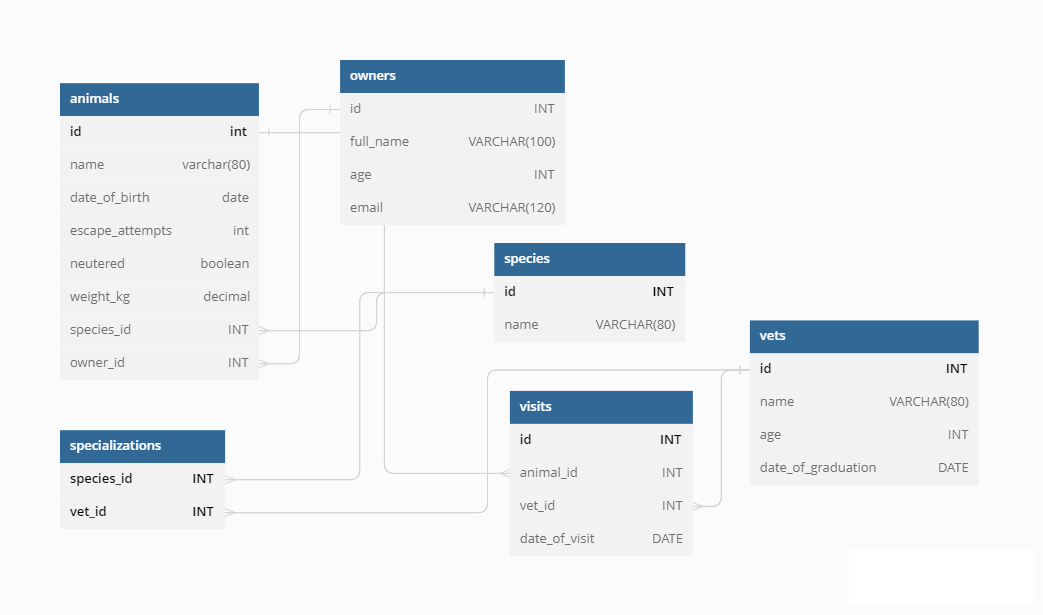 animals
id int
name varchar(80)
date_of_birth date
escape_attempts int
neutered boolean
weight_kg decimal
species_id INT
owner_id INT
owners
id INT
full_name VARCHAR(100)
age INT
email VARCHAR(120)
species
id INT
name VARCHAR(80)
vets
id INT
name VARCHAR(80)
age INT
date_of_graduation DATE
visits
id INT
animal_id INT
vet_id INT
date_of_visit DATE
specializations
species_id INT
vet_id INT